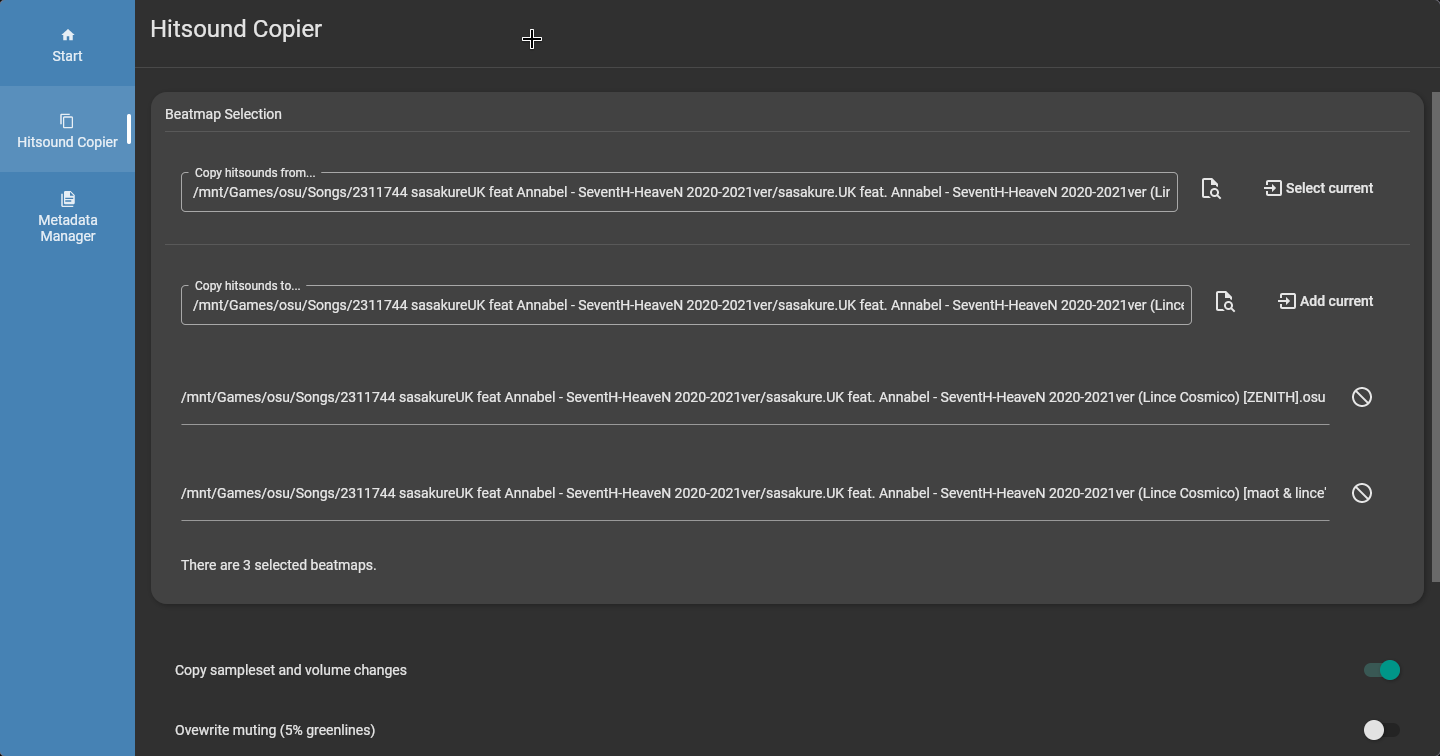 Hitsound Copier
Start
Hitsound Copier
Metadata
Manager
Beatmap Selection
Copy hitsounds from...
/mnt/Games/osu/Songs/2311744 sasakureUK feat Annabel - SeventH-HeaveN 2020-2021ver/sasakure.UK feat. Annabel - SeventH-HeaveN 2020-2021ver (Lir
Select current
Copy hitsounds to...
/mnt/Games/osu/Songs/2311744 sasakureUK feat Annabel - SeventH-HeaveN 2020-2021ver/sasakure.UK feat. Annabel - SeventH-HeaveN 2020-2021ver (Lince
Add current
/mnt/Games/osu/Songs/2311744 sasakureUK feat Annabel - SeventH-HeaveN 2020-2021ver/sasakure.UK feat. Annabel - SeventH-HeaveN 2020-2021ver (Lince Cosmico) [ZENITH].osu
/mnt/Games/osu/Songs/2311744 sasakureUK feat Annabel - SeventH-HeaveN 2020-2021ver/sasakure.UK feat. Annabel - SeventH-HeaveN 2020-2021ver (Lince Cosmico) [maot & lince'
There are 3 selected beatmaps.
Copy sampleset and volume changes
Ovewrite muting (5% greenlines)